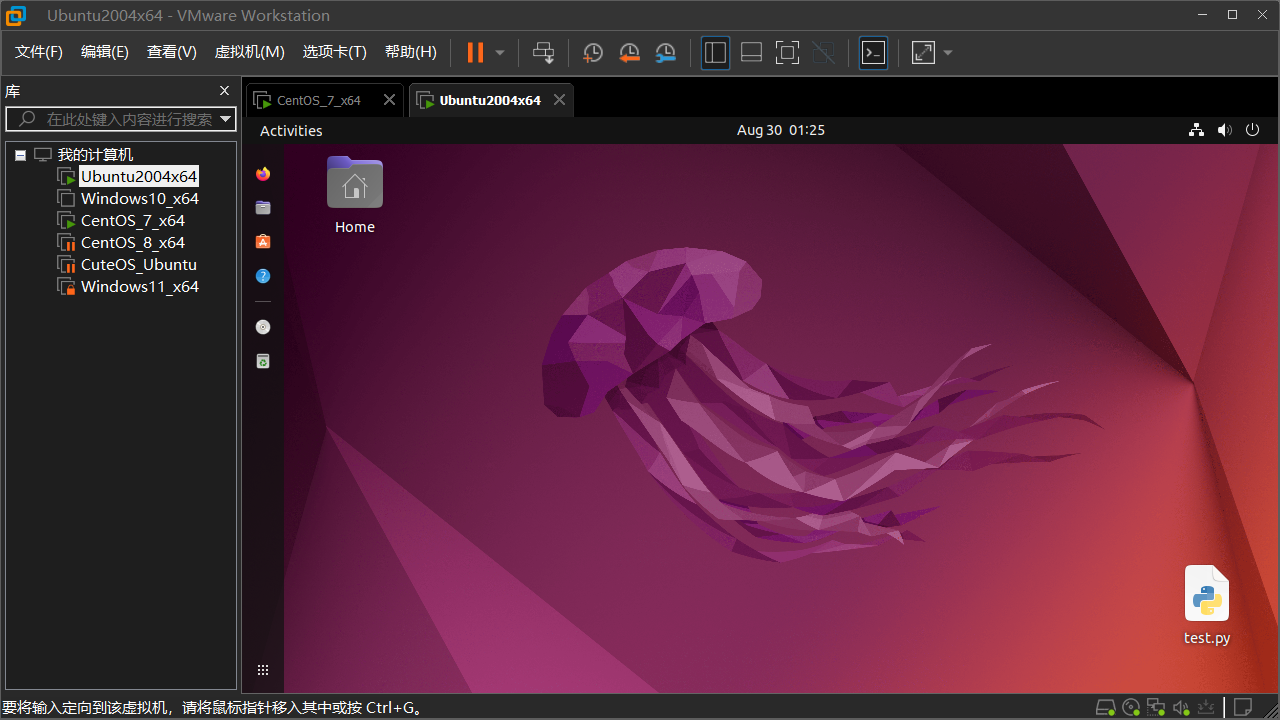 Ubuntu2004x64 - VMware Workstation
文件(F) 编辑(E) 查看(V) 虚拟机(M) 选项卡(T) 帮助(H)
库
在此处键入内容进行搜索
我的计算机
Ubuntu2004x64
Windows10_x64
CentOS_7_x64
CentOS_8_x64
CuteOS_Ubuntu
Windows11_x64
CentOS_7_x64 Ubuntu2004x64
Activities Aug 30 01:25
Home
test.py
要将输入定向到该虚拟机，请将鼠标指针移入其中或按 Ctrl+G。